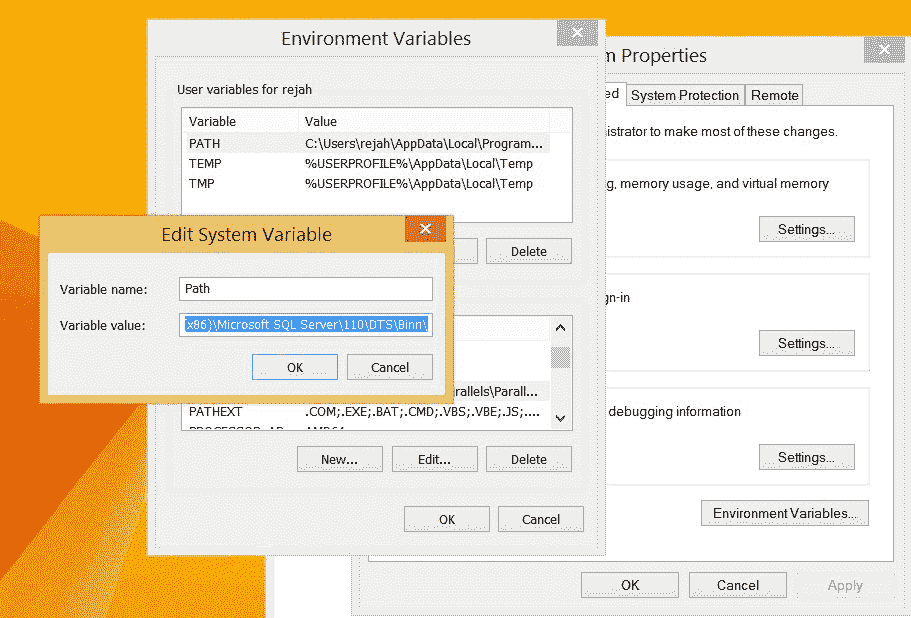 Environment Variables
User variables for rejah
Variable Value
PATH C:\Users\rejah\AppData\Local\Program...
TEMP %USERPROFILE%\AppData\Local\Temp
TMP %USERPROFILE%\AppData\Local\Temp
Delete
Edit System Variable
Variable name: Path
Variable value: x86)\Microsoft SQL Server\110\DTS\Binn\
OK Cancel
rallels\Parall...
PATHEXT .COM;.EXE;.BAT;.CMD;.VBS;.VBE;.JS;....
New... Edit... Delete
OK Cancel
m Properties
ed System Protection Remote
istrator to make most of these changes.
g, memory usage, and virtual memory
Settings...
gn-in
Settings...
debugging information
Settings...
Environment Variables...
OK Cancel Apply